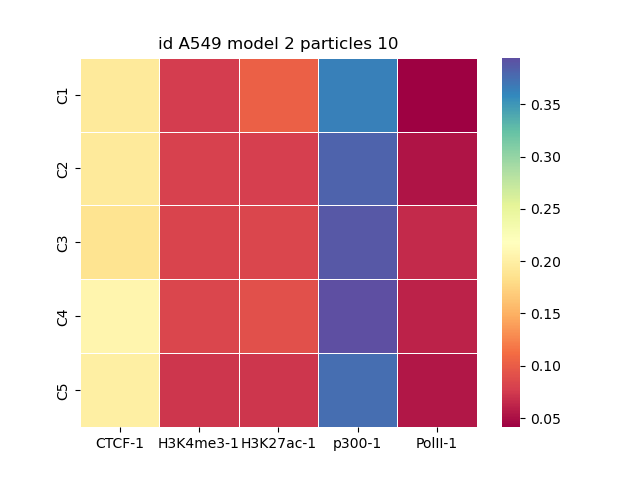 id A549 model 2 particles 10
C1
C2
C3
C4
C5
CTCF-1 H3K4me3-1 H3K27ac-1 p300-1 PolII-1
0.35
0.30
0.25
0.20
0.15
0.10
0.05